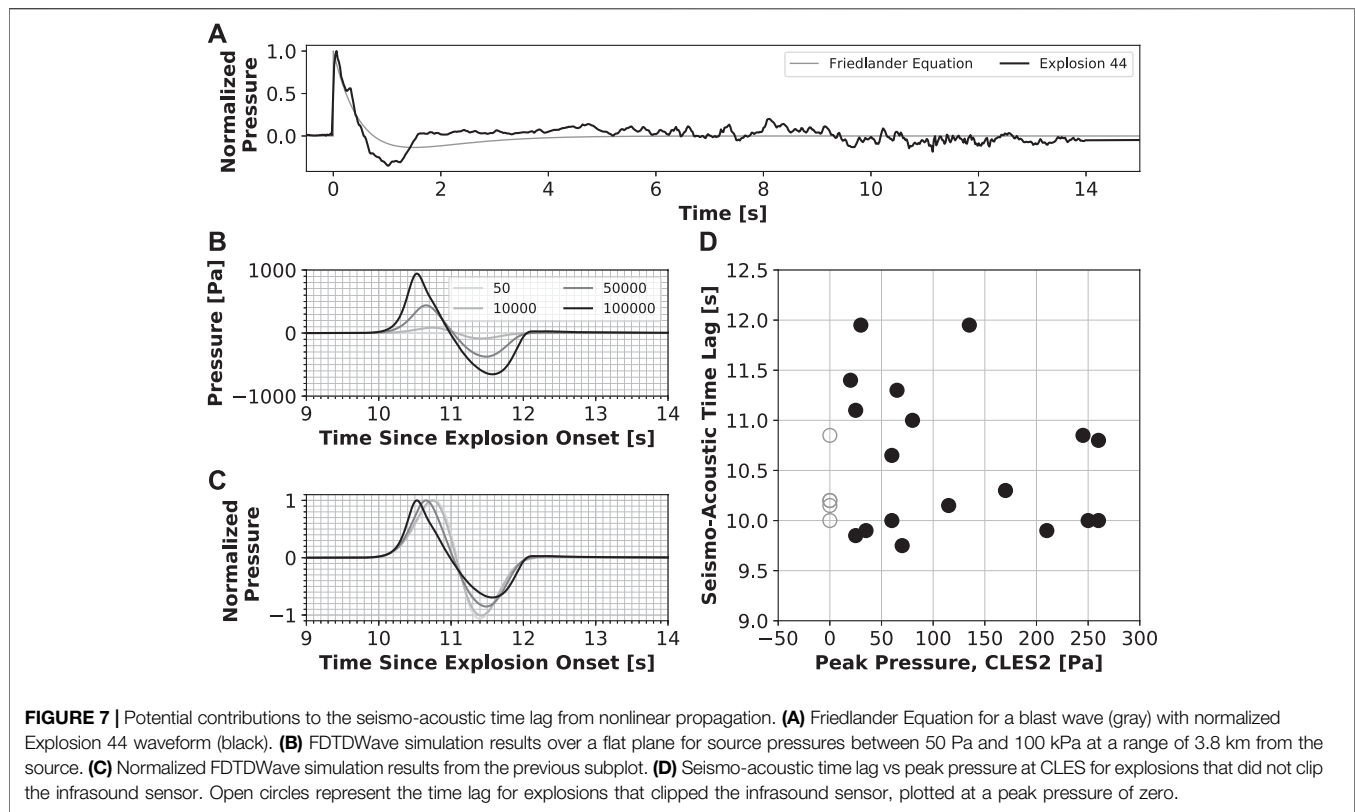 A
Normalized
Pressure
1.0
0.5
0.0
Friedlander Equation
Explosion 44
0 2 4 6 8 10 12 14
Time [s]
B
Pressure [Pa]
1000
0
−1000
50 50000
10000 100000
9 10 11 12 13 14
Time Since Explosion Onset [s]
C
Normalized
Pressure
1
0
−1
9 10 11 12 13 14
Time Since Explosion Onset [s]
D
Seismo-Acoustic Time Lag [s]
12.5
12.0
11.5
11.0
10.5
10.0
9.5
9.0
−50 0 50 100 150 200 250 300
Peak Pressure, CLES2 [Pa]
FIGURE 7 | Potential contributions to the seismo-acoustic time lag from nonlinear propagation. (A) Friedlander Equation for a blast wave (gray) with normalized
Explosion 44 waveform (black). (B) FDTDWave simulation results over a flat plane for source pressures between 50 Pa and 100 kPa at a range of 3.8 km from the
source. (C) Normalized FDTDWave simulation results from the previous subplot. (D) Seismo-acoustic time lag vs peak pressure at CLES for explosions that did not clip
the infrasound sensor. Open circles represent the time lag for explosions that clipped the infrasound sensor, plotted at a peak pressure of zero.